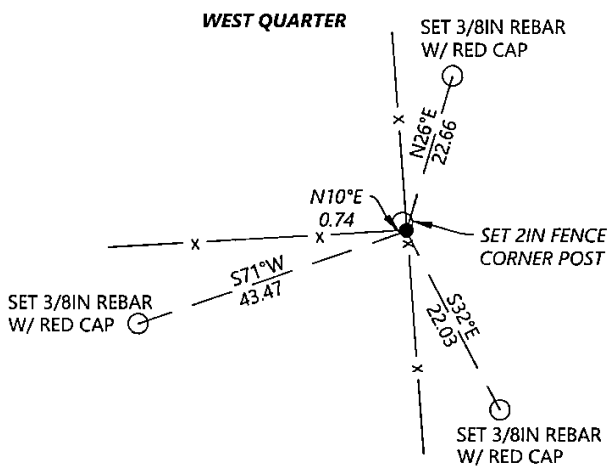 WEST QUARTER
SET 3/8IN REBAR
W/ RED CAP
x
N26°E
22.66
N10°E
0.74
x
x
x
SET 2IN FENCE
CORNER POST
S71°W
43.47
SET 3/8IN REBAR
W/ RED CAP
S32°E
22.03
x
SET 3/8IN REBAR
W/ RED CAP